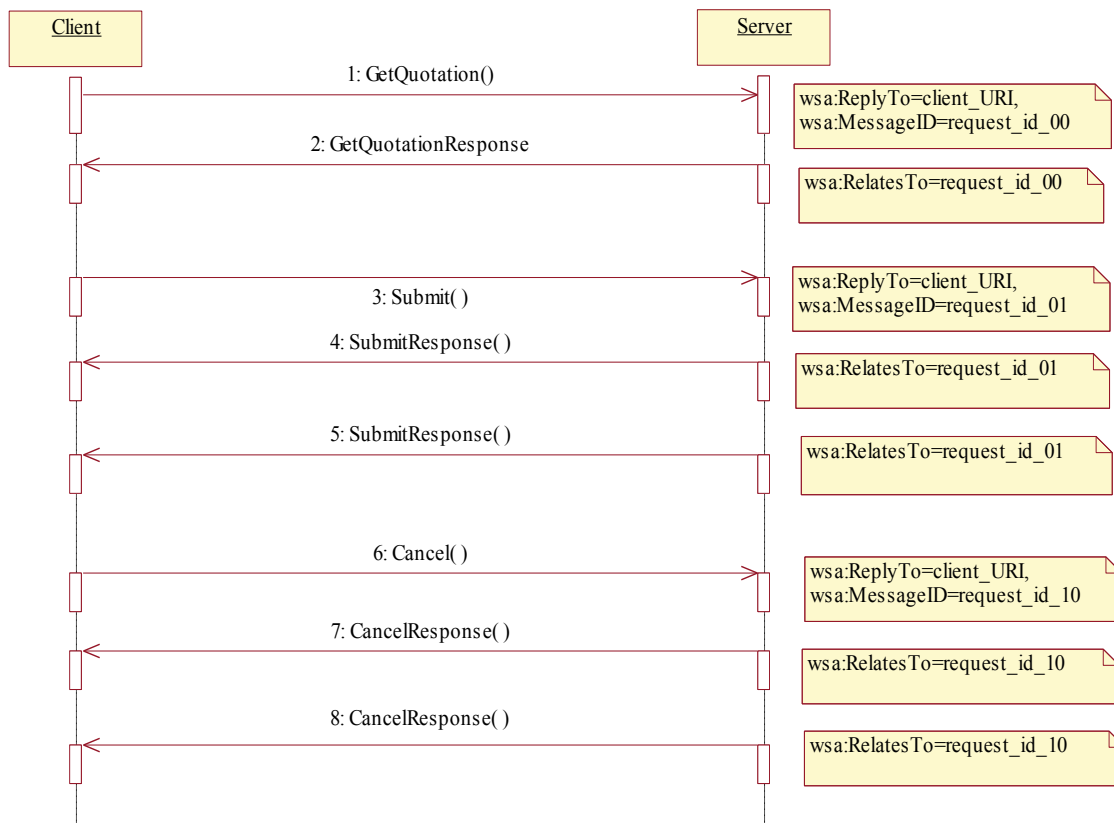 Client
Server
1: GetQuotation()
wsa:ReplyTo=client_URI,
wsa:MessageID=request_id_00
2: GetQuotationResponse
wsa:RelatesTo=request_id_00
3: Submit( )
wsa:ReplyTo=client_URI,
wsa:MessageID=request_id_01
4: SubmitResponse( )
wsa:RelatesTo=request_id_01
5: SubmitResponse( )
wsa:RelatesTo=request_id_01
6: Cancel( )
wsa:ReplyTo=client_URI,
wsa:MessageID=request_id_10
7: CancelResponse( )
wsa:RelatesTo=request_id_10
8: CancelResponse( )
wsa:RelatesTo=request_id_10